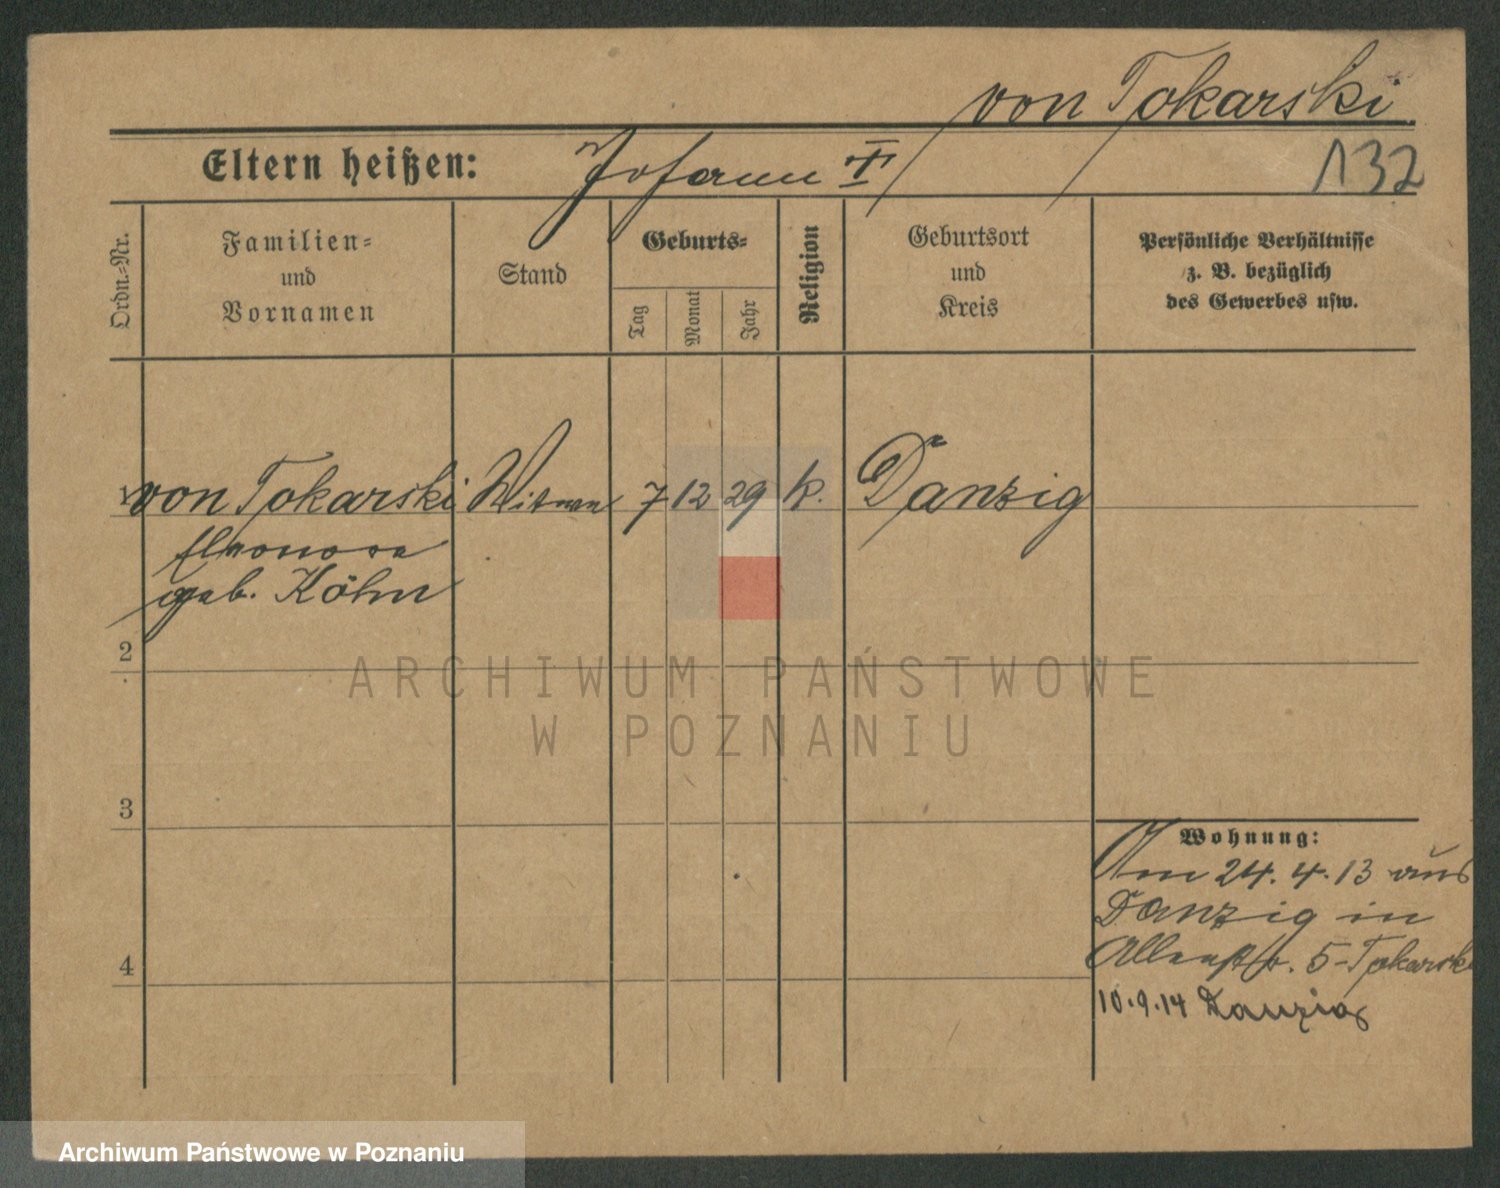 von Tokarski
Eltern heißen: Johann †
132
Ordn.-Nr.
Familien-
und
Vornamen
Stand
Geburts-
Tag
Monat
Jahr
Religion
Geburtsort
und
Kreis
Persönliche Verhältnisse
z. B. bezüglich
des Gewerbes usw.
1 von Tokarski Witwe 7 12 29 k. Danzig
Eleonora
geb. Köhn
2
ARCHIWUM PAŃSTWOWE
W POZNANIU
3
Wohnung:
Am 24. 4. 13 aus
Danzig in
Allenstr. 5 - Tokarski
4
10.9.14 Danzig
Archiwum Państwowe w Poznaniu